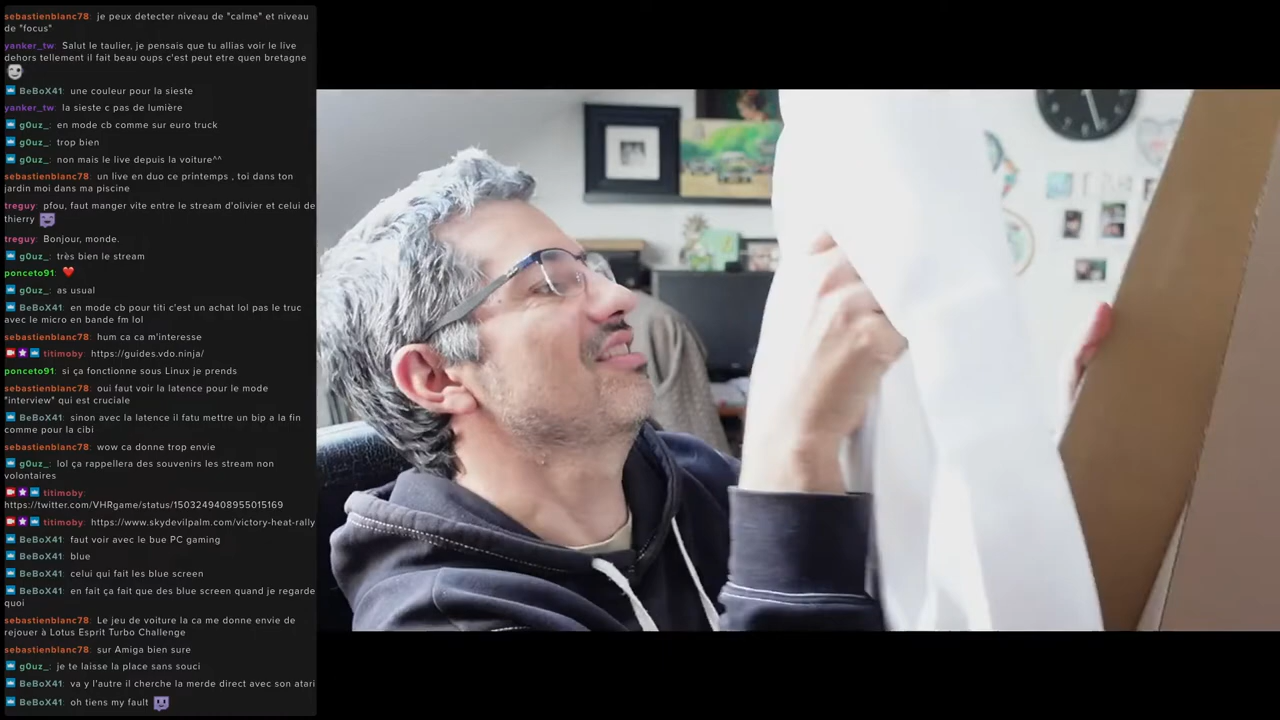 sebastienblanc78: je peux detecter niveau de "calme" et niveau
de "focus"
yanker_tw: Salut le taulier, je pensais que tu allias voir le live
dehors tellement il fait beau oups c'est peut etre quen bretagne
BeBoX41: une couleur pour la sieste
yanker_tw: la sieste c pas de lumière
g0uz_: en mode cb comme sur euro truck
g0uz_: trop bien
g0uz_: non mais le live depuis la voiture^^
sebastienblanc78: un live en duo ce printemps , toi dans ton
jardin moi dans ma piscine
treguy: pfou, faut manger vite entre le stream d'olivier et celui de
thierry
treguy: Bonjour, monde.
g0uz_: très bien le stream
ponceto91: ❤️
g0uz_: as usual
BeBoX41: en mode cb pour titi c'est un achat lol pas le truc
avec le micro en bande fm lol
sebastienblanc78: hum ca ca m'interesse
titimoby: https://guides.vdo.ninja/
ponceto91: si ça fonctionne sous Linux je prends
sebastienblanc78: oui faut voir la latence pour le mode
"interview" qui est cruciale
BeBoX41: sinon avec la latence il fatu mettre un bip a la fin
comme pour la cibi
sebastienblanc78: wow ca donne trop envie
g0uz_: lol ça rappellera des souvenirs les stream non
volontaires
titimoby:
https://twitter.com/VHRgame/status/1503249408955015169
titimoby: https://www.skydevilpalm.com/victory-heat-rally
BeBoX41: faut voir avec le bue PC gaming
BeBoX41: blue
BeBoX41: celui qui fait les blue screen
BeBoX41: en fait ça fait que des blue screen quand je regarde
quoi
sebastienblanc78: Le jeu de voiture la ca me donne envie de
rejouer à Lotus Esprit Turbo Challenge
sebastienblanc78: sur Amiga bien sure
g0uz_: je te laisse la place sans souci
BeBoX41: va y l'autre il cherche la merde direct avec son atari
BeBoX41: oh tiens my fault